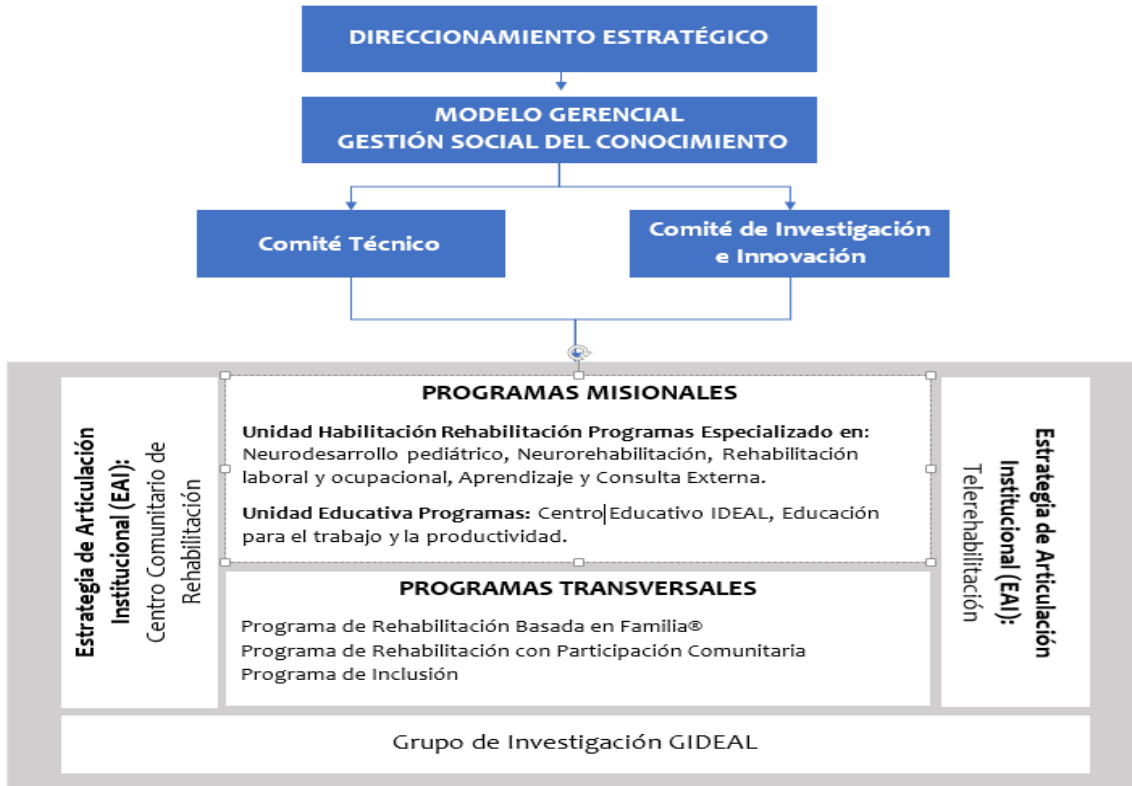 DIRECCIONAMIENTO ESTRATÉGICO
MODELO GERENCIAL
GESTIÓN SOCIAL DEL CONOCIMIENTO
Comité Técnico
Comité de Investigación
e Innovación
Estrategia de Articulación
Institucional (EAI):
Centro Comunitario de
Rehabilitación
PROGRAMAS MISIONALES
Unidad Habilitación Rehabilitación Programas Especializado en:
Neurodesarrollo pediátrico, Neurorehabilitación, Rehabilitación
laboral y ocupacional, Aprendizaje y Consulta Externa.
Unidad Educativa Programas: Centro Educativo IDEAL, Educación
para el trabajo y la productividad.
PROGRAMAS TRANSVERSALES
Programa de Rehabilitación Basada en Familia®
Programa de Rehabilitación con Participación Comunitaria
Programa de Inclusión
Estrategia de Articulación
Institucional (EAI):
Telerehabilitación
Grupo de Investigación GIDEAL